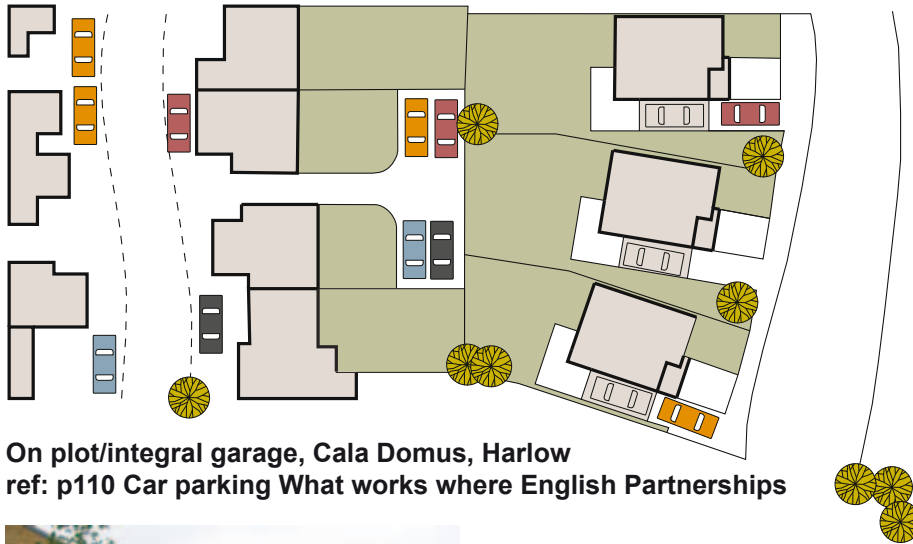 On plot/integral garage, Cala Domus, Harlow
ref: p110 Car parking What works where English Partnerships